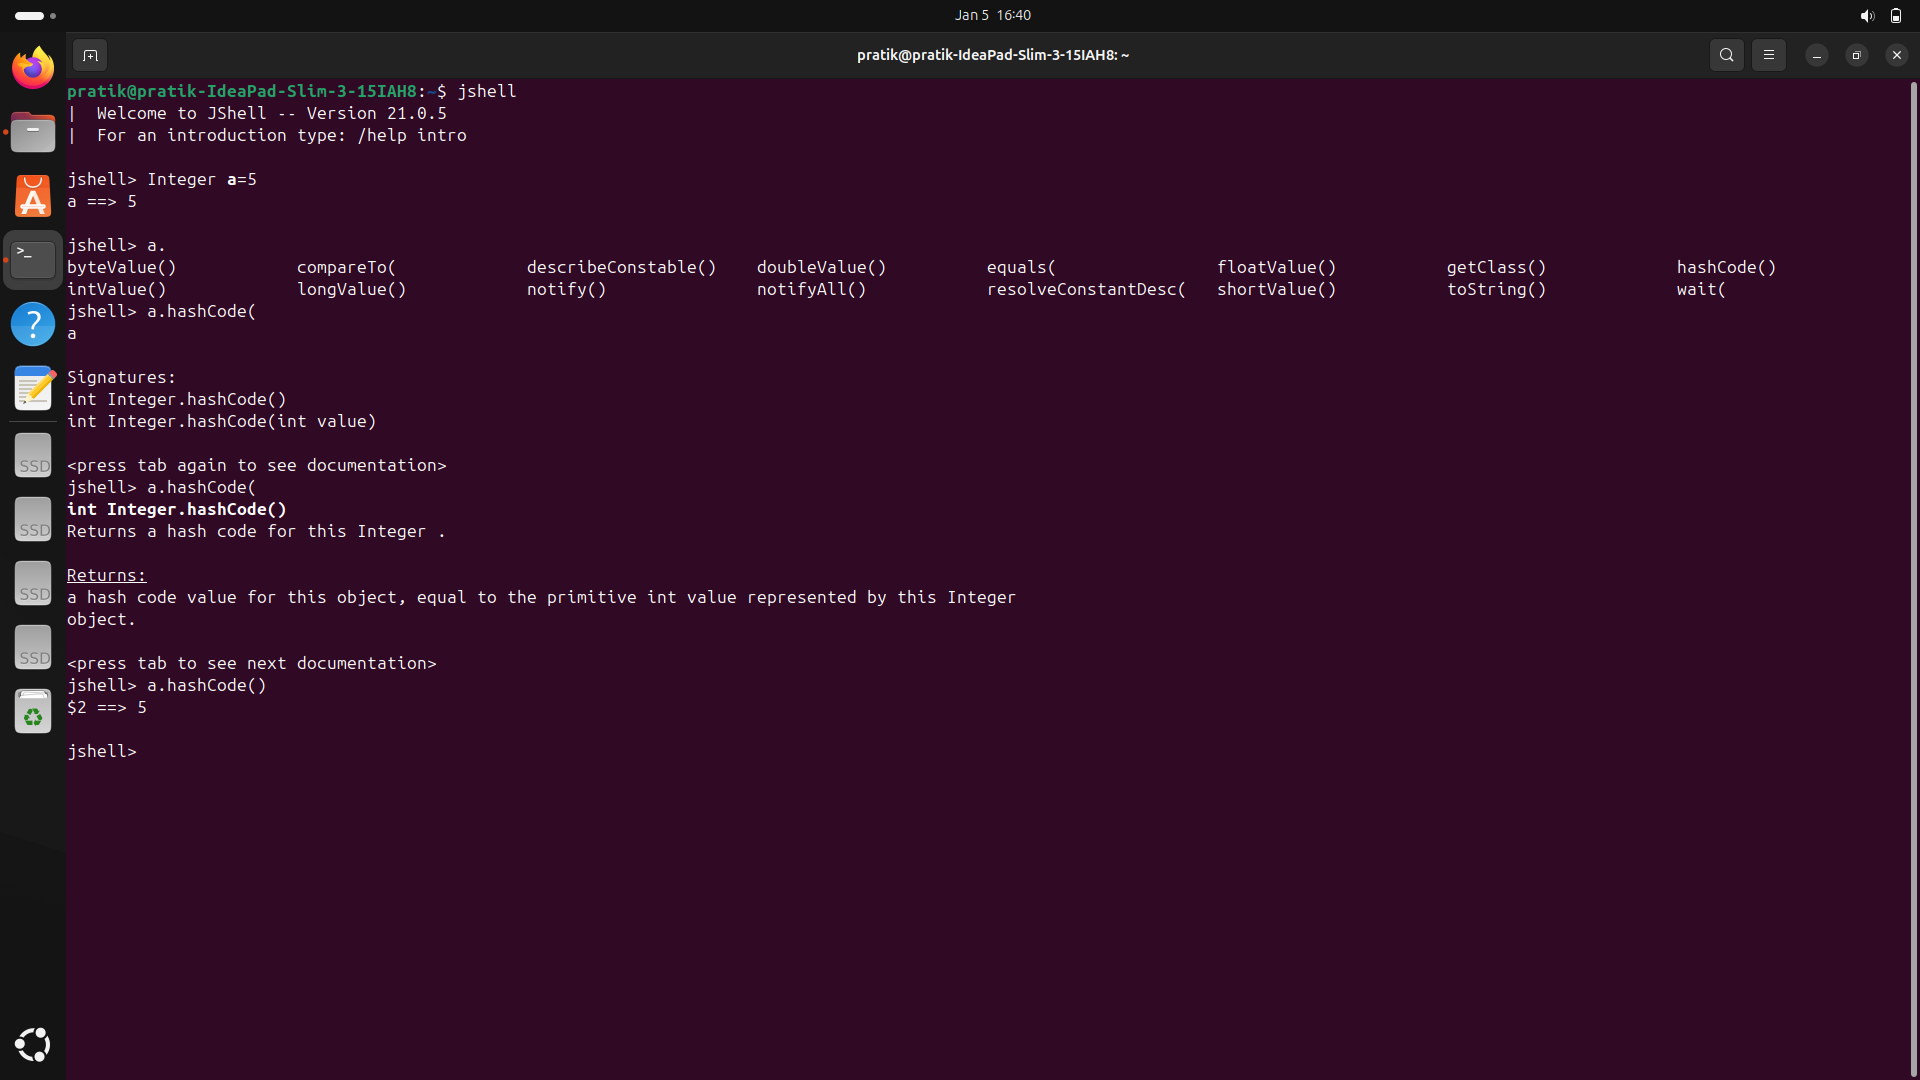 Jan 5 16:40
pratik@pratik-IdeaPad-Slim-3-15IAH8: ~
pratik@pratik-IdeaPad-Slim-3-15IAH8:~$ jshell
|  Welcome to JShell -- Version 21.0.5
|  For an introduction type: /help intro
jshell> Integer a=5
a ==> 5
jshell> a.
byteValue() compareTo( describeConstable() doubleValue() equals( floatValue() getClass() hashCode()
intValue() longValue() notify() notifyAll() resolveConstantDesc( shortValue() toString() wait(
jshell> a.hashCode(
a
Signatures:
int Integer.hashCode()
int Integer.hashCode(int value)
<press tab again to see documentation>
jshell> a.hashCode(
int Integer.hashCode()
Returns a hash code for this Integer .
Returns:
a hash code value for this object, equal to the primitive int value represented by this Integer
object.
<press tab to see next documentation>
jshell> a.hashCode()
$2 ==> 5
jshell>
SSD
SSD
SSD
SSD